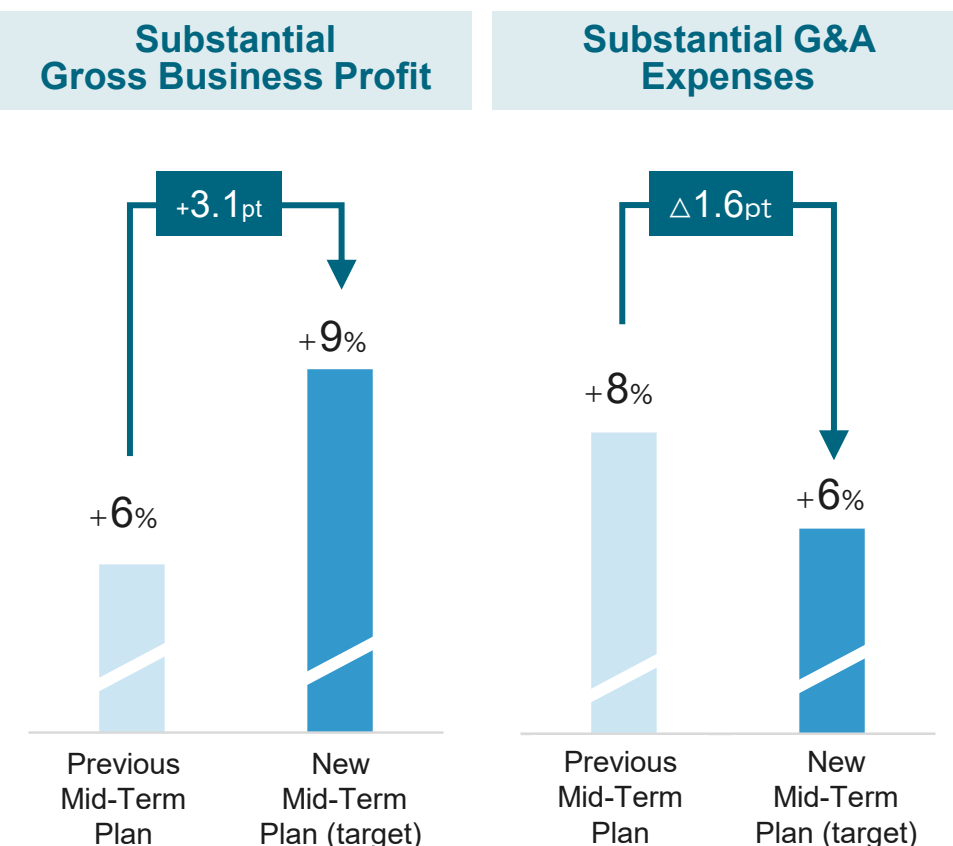 Substantial
Gross Business Profit
+3.1pt
+9%
+6%
Previous
Mid-Term
Plan
New
Mid-Term
Plan (target)
Substantial G&A
Expenses
△1.6pt
+8%
+6%
Previous
Mid-Term
Plan
New
Mid-Term
Plan (target)